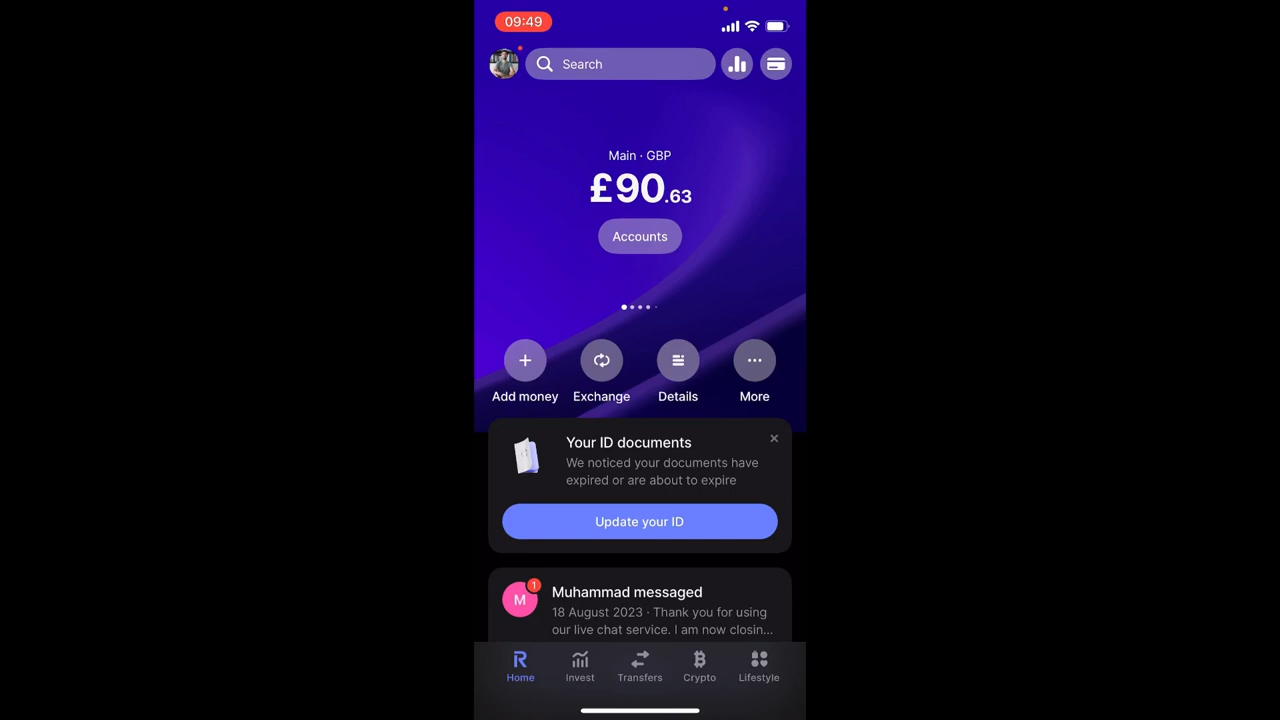 09:49
Search
Main · GBP
£90.63
Accounts
Add money Exchange Details More
Your ID documents
We noticed your documents have
expired or are about to expire
Update your ID
M 1 Muhammad messaged
18 August 2023 · Thank you for using
our live chat service. I am now closin...
Home Invest Transfers Crypto Lifestyle